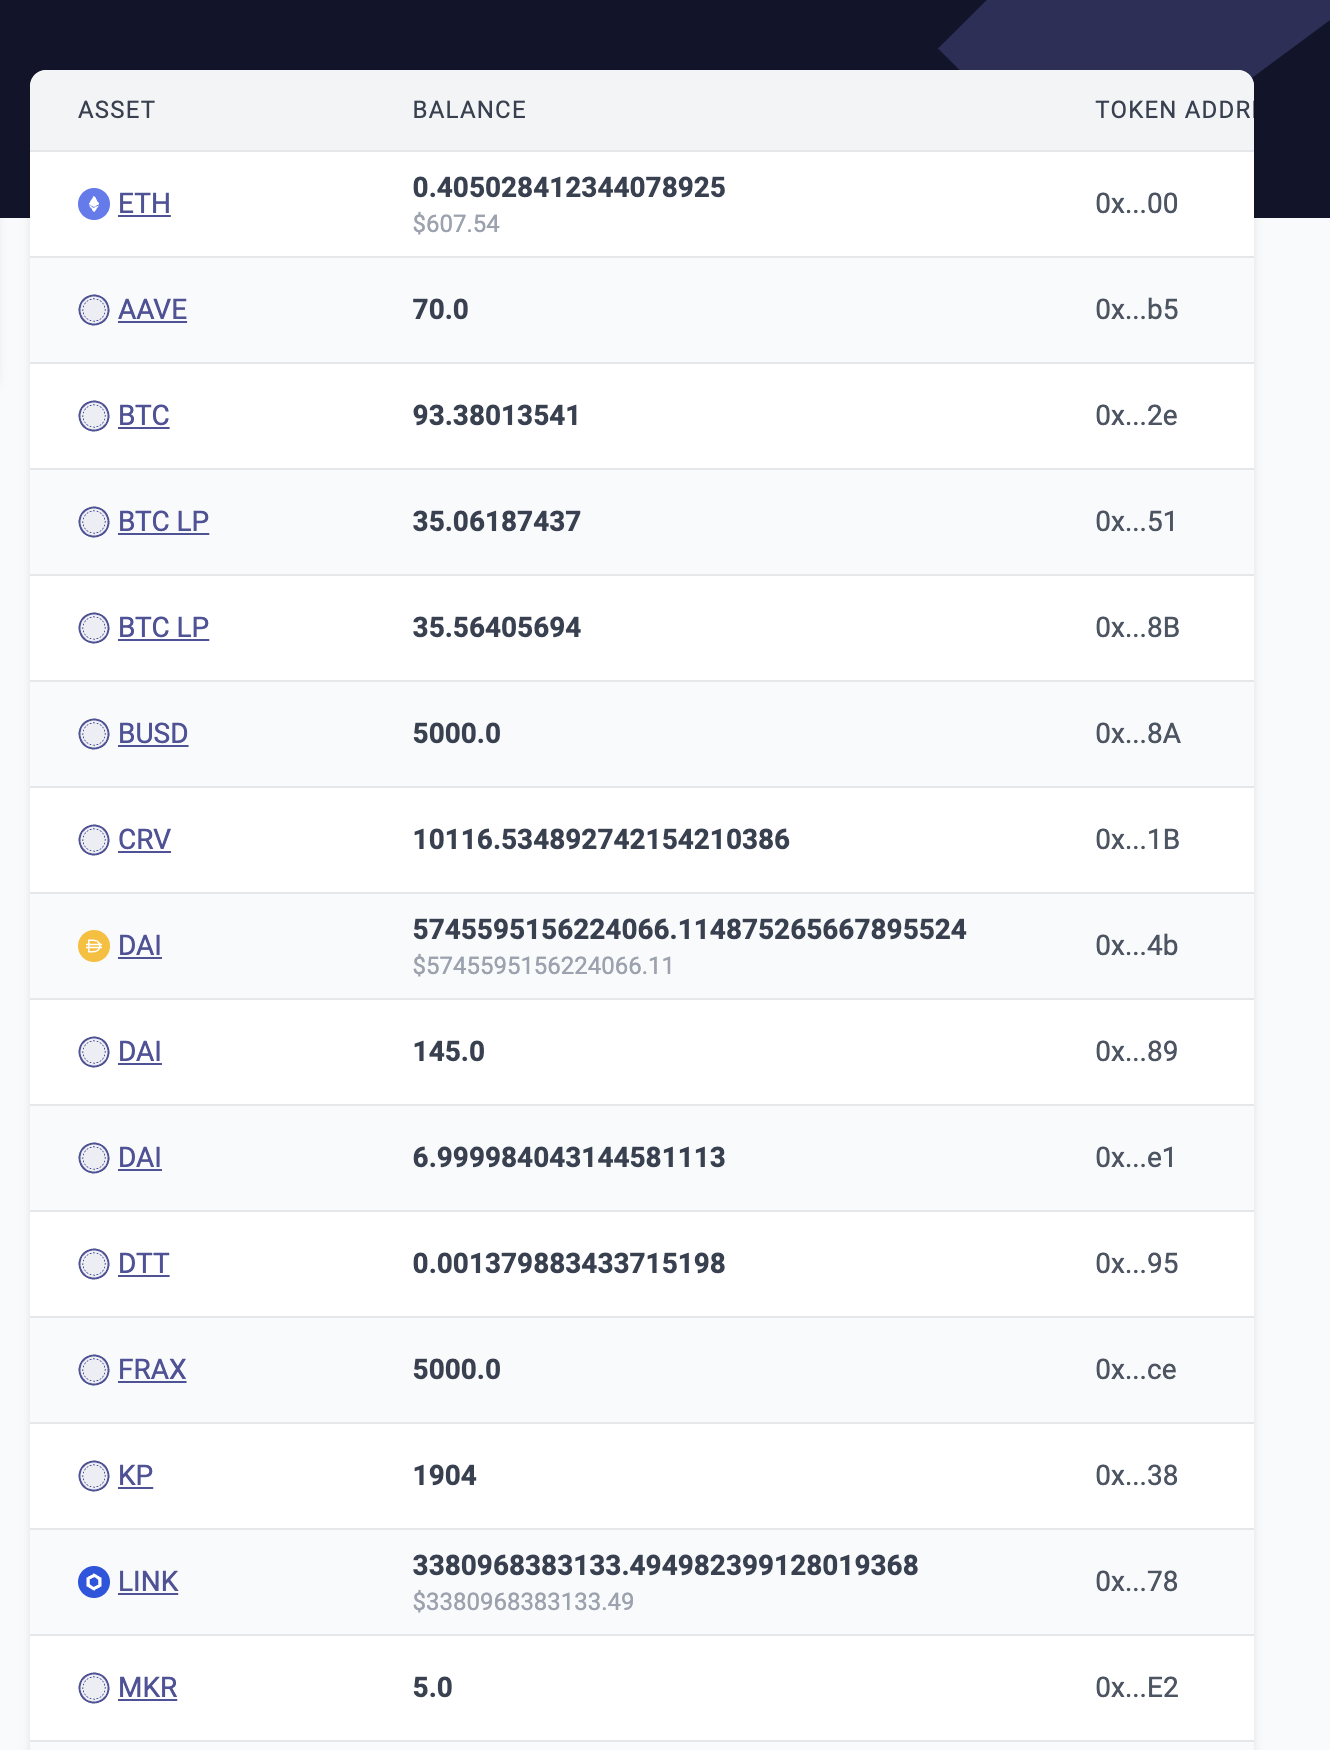 ASSET BALANCE TOKEN ADDR
ETH 0.405028412344078925 0x...00
$607.54
AAVE 70.0 0x...b5
BTC 93.38013541 0x...2e
BTC LP 35.06187437 0x...51
BTC LP 35.56405694 0x...8B
BUSD 5000.0 0x...8A
CRV 10116.534892742154210386 0x...1B
DAI 5745595156224066.114875265667895524 0x...4b
$5745595156224066.11
DAI 145.0 0x...89
DAI 6.999984043144581113 0x...e1
DTT 0.001379883433715198 0x...95
FRAX 5000.0 0x...ce
KP 1904 0x...38
LINK 3380968383133.494982399128019368 0x...78
$3380968383133.49
MKR 5.0 0x...E2